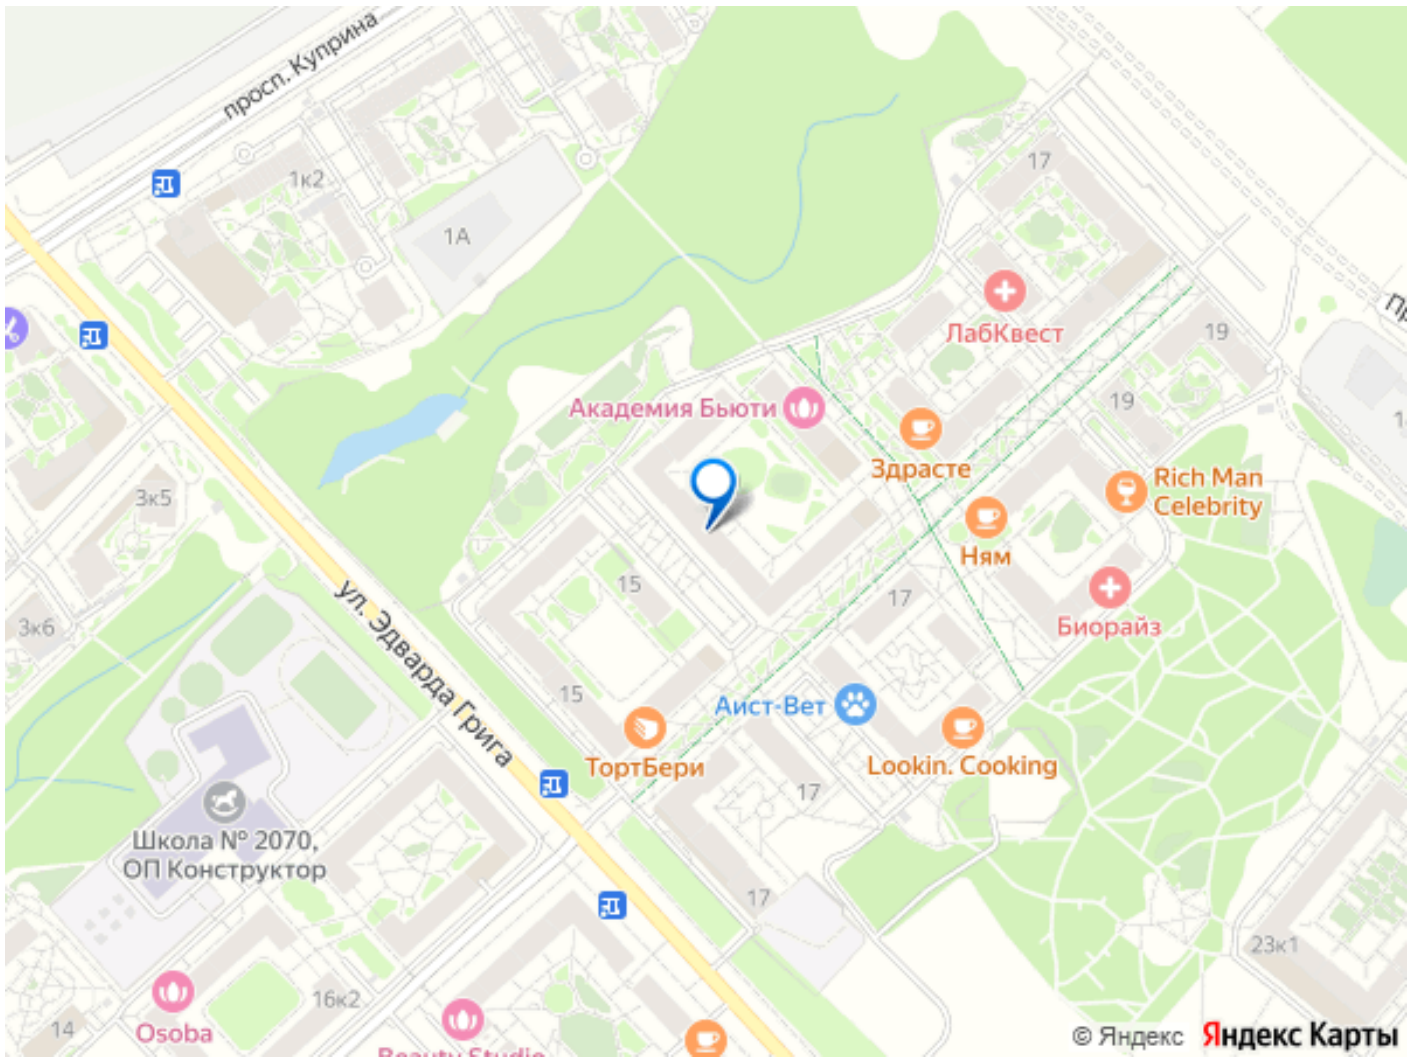 просп. Куприна
1к2
1А
17
ЛабКвест
19
19
Академия Бьюти
Здрасте
Rich Man
Celebrity
Ням
3к5
15
17
Биорайз
3к6
ул. Эдварда Грига
15
Аист-Вет
ТортБери
Lookin. Cooking
17
Школа № 2070,
ОП Конструктор
17
23к1
16к2
14
Osoba
Beauty Studio
© Яндекс Яндекс Карты